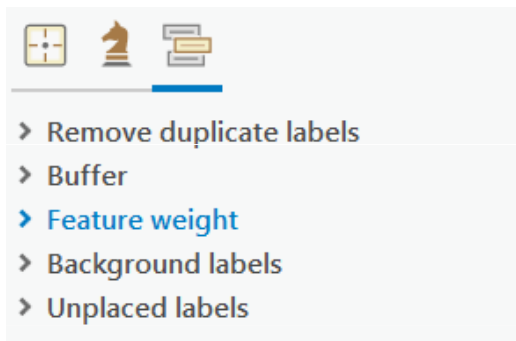 Remove duplicate labels
Buffer
Feature weight
Background labels
Unplaced labels